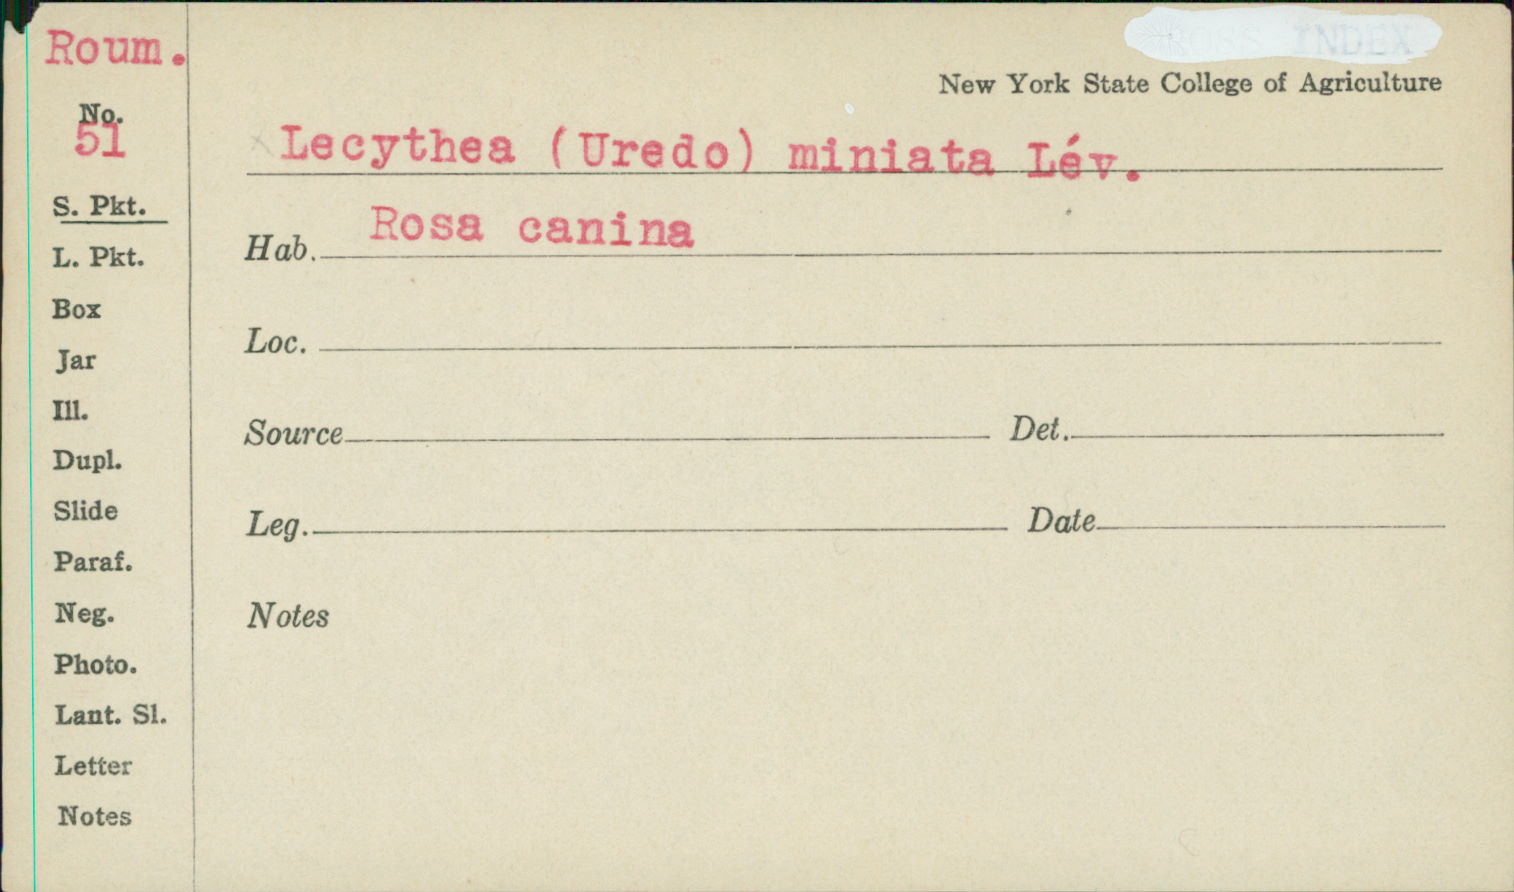 Roum.
INDEX
New York State College of Agriculture
No.
51
Lecythea (Uredo) miniata Lév.
S. Pkt.
Hab. Rosa canina
L. Pkt.
Box
Loc.
Jar
Ill.
Source Det.
Dupl.
Slide
Leg. Date
Paraf.
Neg.
Notes
Photo.
Lant. Sl.
Letter
Notes